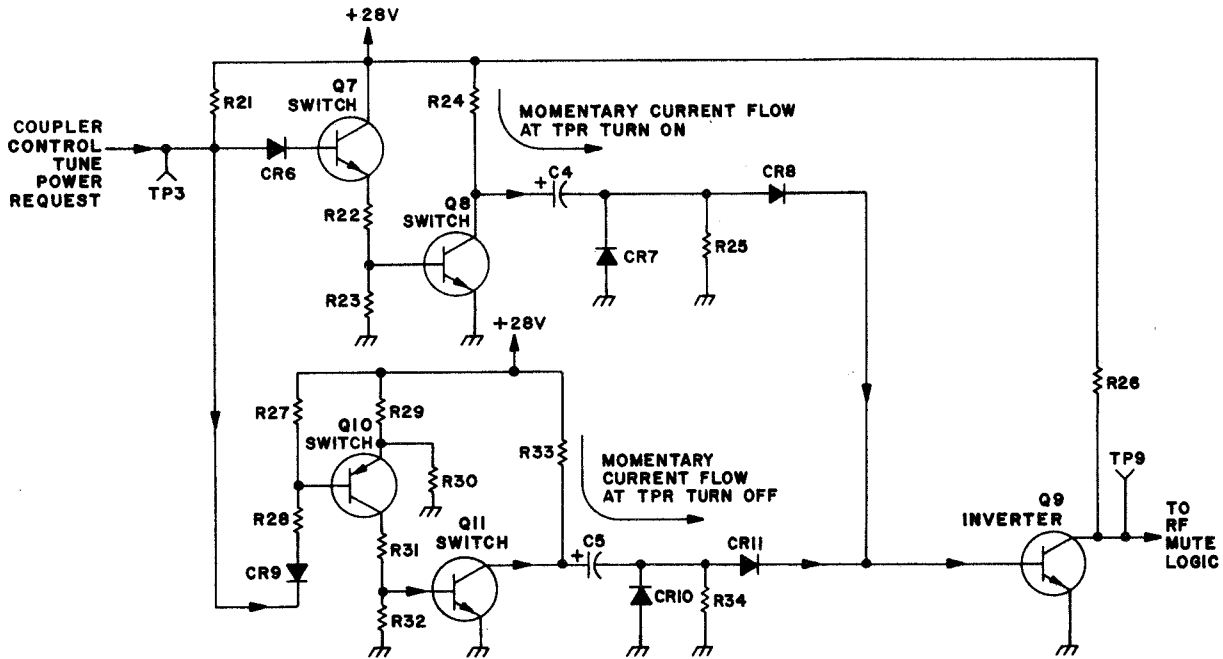 +28V
Q7
SWITCH
R21
R24
MOMENTARY CURRENT FLOW
AT TPR TURN ON
COUPLER
CONTROL
TUNE
POWER
REQUEST
TP3
CR6
R22
Q8
SWITCH
+
C4
CR8
CR7
R25
R23
+28V
R27
R29
Q10
SWITCH
R30
R33
MOMENTARY
CURRENT FLOW
AT TPR TURN OFF
R26
TP9
R28
R31
Q11
SWITCH
+
C5
CR11
Q9
INVERTER
TO
RF
MUTE
LOGIC
CR9
R32
CR10
R34